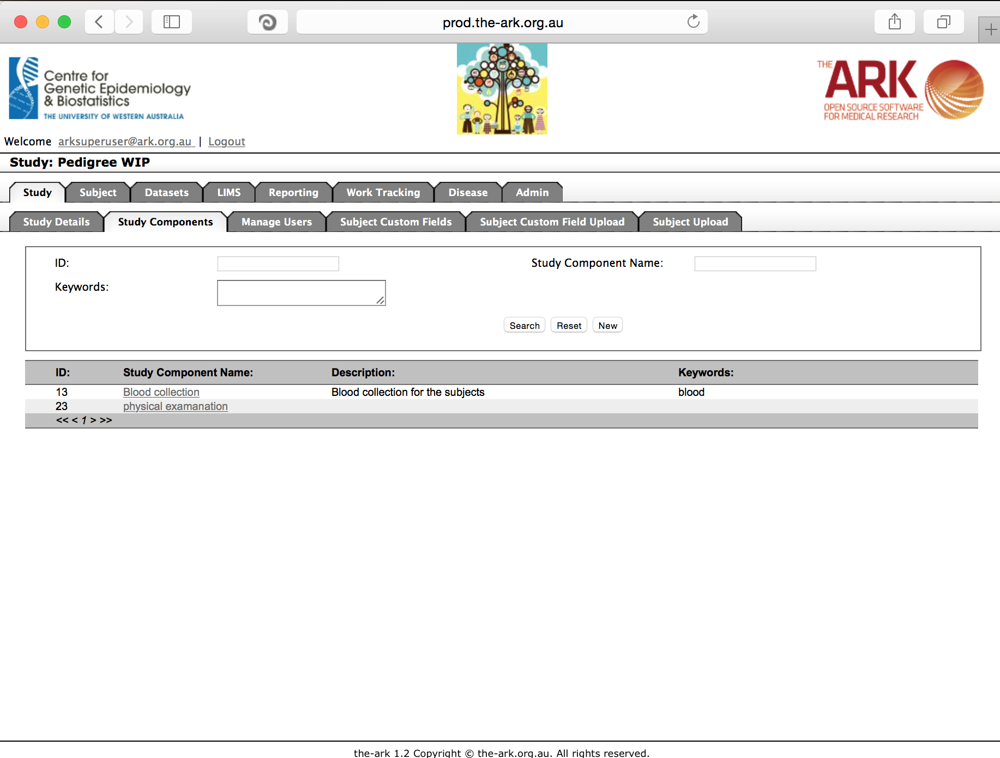 prod.the-ark.org.au
Centre for
Genetic Epidemiology
& Biostatistics
THE UNIVERSITY OF WESTERN AUSTRALIA
THE ARK
OPEN SOURCE SOFTWARE
FOR MEDICAL RESEARCH
Welcome arksuperuser@ark.org.au | Logout
Study: Pedigree WIP
Study Subject Datasets LIMS Reporting Work Tracking Disease Admin
Study Details Study Components Manage Users Subject Custom Fields Subject Custom Field Upload Subject Upload
ID: Study Component Name:
Keywords:
Search Reset New
ID: Study Component Name: Description: Keywords:
13 Blood collection Blood collection for the subjects blood
23 physical examanation
<< < 1 > >>
the-ark 1.2 Copyright © the-ark.org.au. All rights reserved.